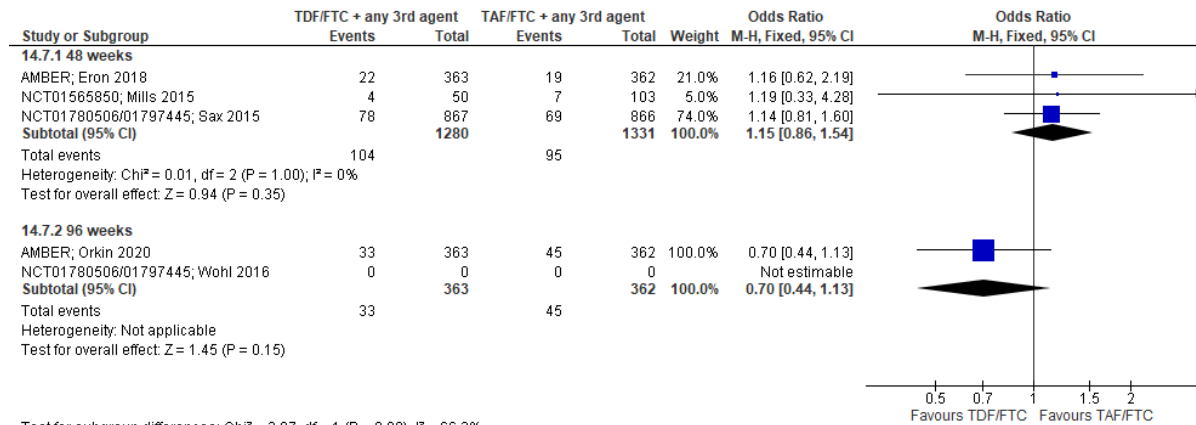 TDF/FTC + any 3rd agent TAF/FTC + any 3rd agent Odds Ratio Odds Ratio
Study or Subgroup Events Total Events Total Weight M-H, Fixed, 95% CI M-H, Fixed, 95% CI
14.7.1 48 weeks
AMBER; Eron 2018 22 363 19 362 21.0% 1.16 [0.62, 2.19]
NCT01565850; Mills 2015 4 50 7 103 5.0% 1.19 [0.33, 4.28]
NCT01780506/01797445; Sax 2015 78 867 69 866 74.0% 1.14 [0.81, 1.60]
Subtotal (95% CI) 1280 1331 100.0% 1.15 [0.86, 1.54]
Total events 104 95
Heterogeneity: Chi² = 0.01, df = 2 (P = 1.00); I² = 0%
Test for overall effect: Z = 0.94 (P = 0.35)
14.7.2 96 weeks
AMBER; Orkin 2020 33 363 45 362 100.0% 0.70 [0.44, 1.13]
NCT01780506/01797445; Wohl 2016 0 0 0 0 Not estimable
Subtotal (95% CI) 363 362 100.0% 0.70 [0.44, 1.13]
Total events 33 45
Heterogeneity: Not applicable
Test for overall effect: Z = 1.45 (P = 0.15)
0.5 0.7 1 1.5 2
Favours TDF/FTC Favours TAF/FTC